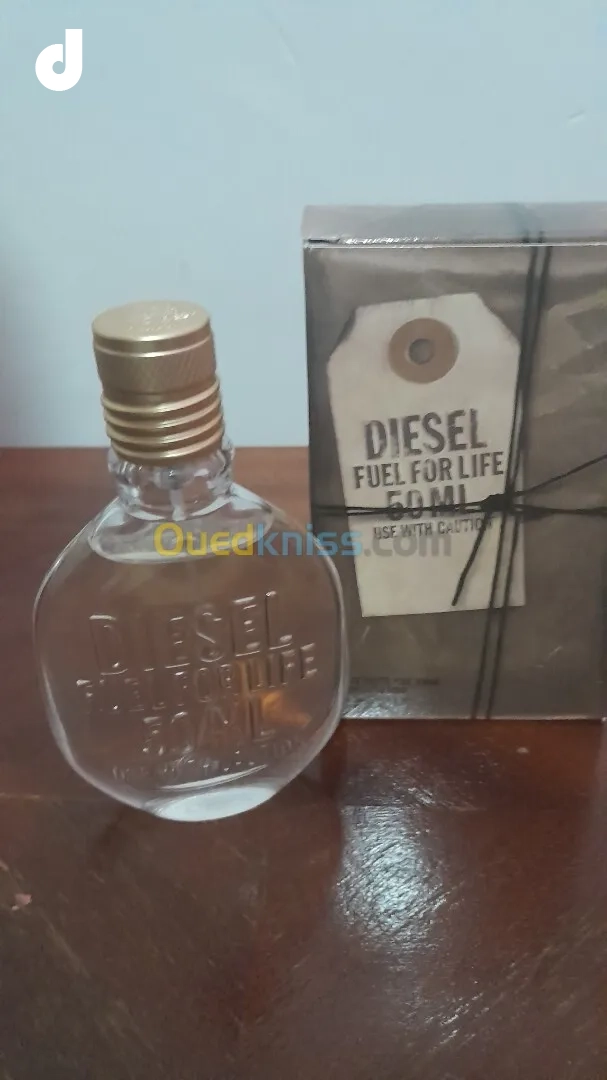 d
DIESEL
FUEL FOR LIFE
50 ML
USE WITH CAUTION
Ouedkniss.com
DIESEL
FUEL FOR LIFE
50 ML